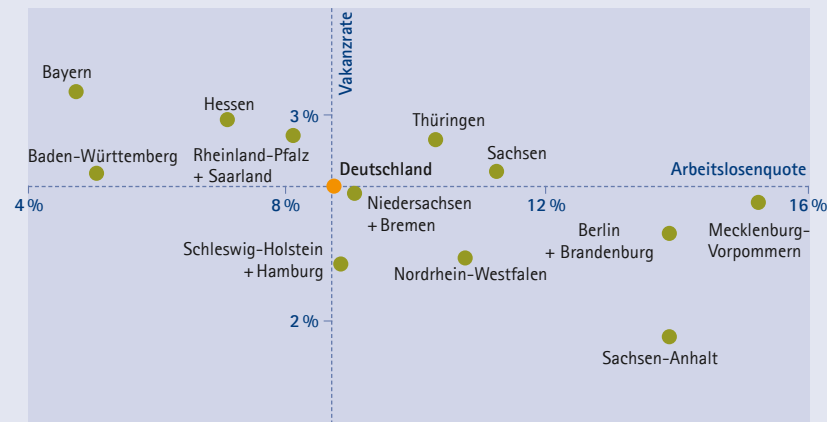 Vakanzrate
Bayern
Hessen
3 %
Thüringen
Baden-Württemberg
Rheinland-Pfalz
+ Saarland
Sachsen
Deutschland
Arbeitslosenquote
4 %
8 %
12 %
16 %
Niedersachsen
+ Bremen
Schleswig-Holstein
+ Hamburg
Nordrhein-Westfalen
Berlin
+ Brandenburg
Mecklenburg-
Vorpommern
2 %
Sachsen-Anhalt